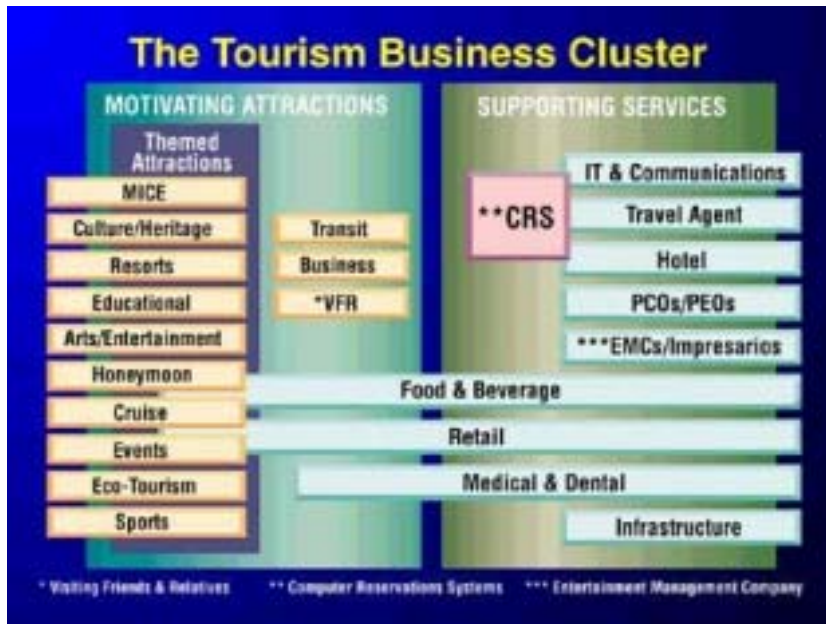 The Tourism Business Cluster
MOTIVATING ATTRACTIONS
Themed
Attractions
MICE
Culture/Heritage
Resorts
Educational
Arts/Entertainment
Honeymoon
Cruise
Events
Eco-Tourism
Sports
Transit
Business
*VFR
SUPPORTING SERVICES
**CRS
IT & Communications
Travel Agent
Hotel
PCOs/PEOs
***EMCs/Impresarios
Food & Beverage
Retail
Medical & Dental
Infrastructure
* Visiting Friends & Relatives ** Computer Reservations Systems *** Entertainment Management Company